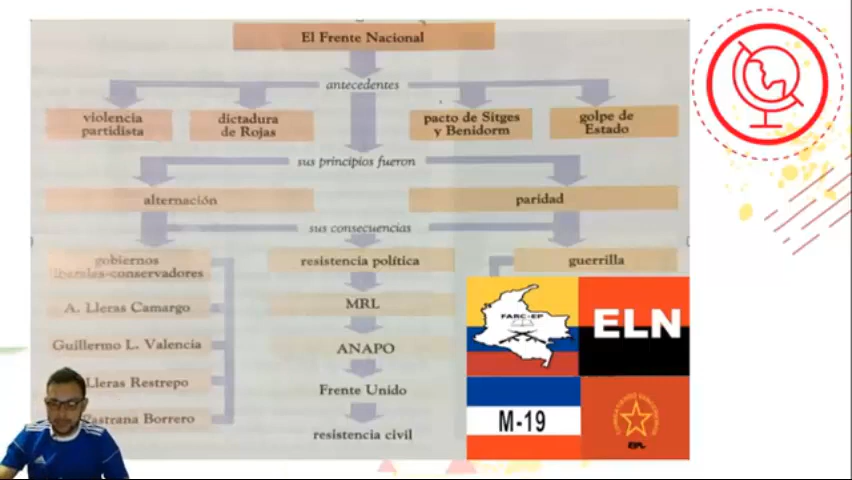 El Frente Nacional
antecedentes
violencia
partidista
dictadura
de Rojas
pacto de Sitges
y Benidorm
golpe de
Estado
sus principios fueron
alternación
paridad
sus consecuencias
gobiernos
liberales-conservadores
A. Lleras Camargo
Guillermo L. Valencia
Lleras Restrepo
Pastrana Borrero
resistencia política
MRL
ANAPO
Frente Unido
resistencia civil
guerrilla
FARC-EP
ELN
M-19
EPL